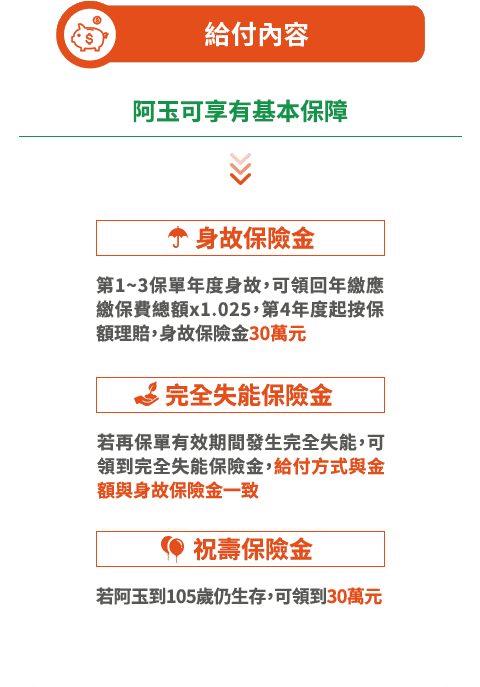 給付內容
阿玉可享有基本保障
身故保險金
第1~3保單年度身故，可領回年繳應
繳保費總額x1.025，第4年度起按保
額理賠，身故保險金30萬元
完全失能保險金
若再保單有效期間發生完全失能，可
領到完全失能保險金，給付方式與金
額與身故保險金一致
祝壽保險金
若阿玉到105歲仍生存，可領到30萬元